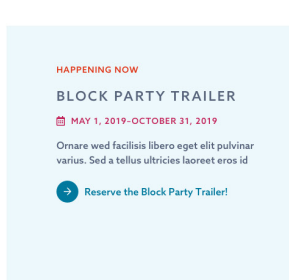 HAPPENING NOW
BLOCK PARTY TRAILER
MAY 1, 2019–OCTOBER 31, 2019
Ornare wed facilisis libero eget elit pulvinar
varius. Sed a tellus ultricies laoreet eros id
Reserve the Block Party Trailer!